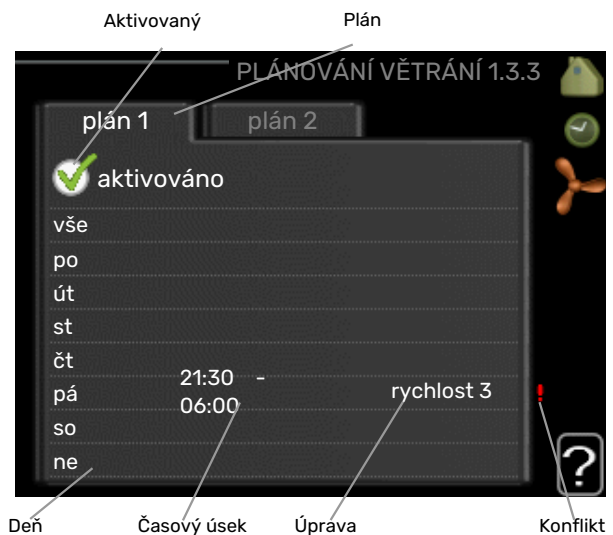 Aktivovaný Plán
PLÁNOVÁNÍ VĚTRÁNÍ 1.3.3
plán 1 plán 2
aktivováno
vše
po
út
st
čt
21:30 -
pá rychlost 3 !
06:00
so
ne
?
Deň Časový úsek Úprava Konflikt